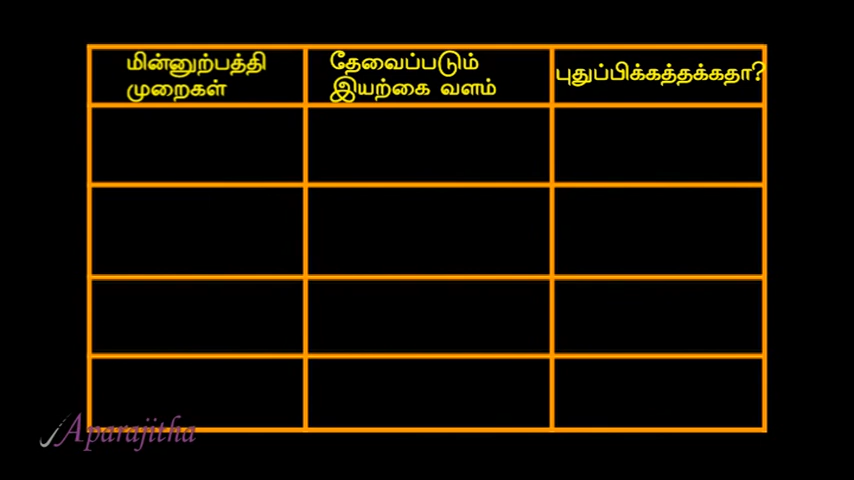 மின்னுற்பத்தி
முறைகள்
தேவைப்படும்
இயற்கை வளம்
புதுப்பிக்கத்தக்கதா?
Aparajitha